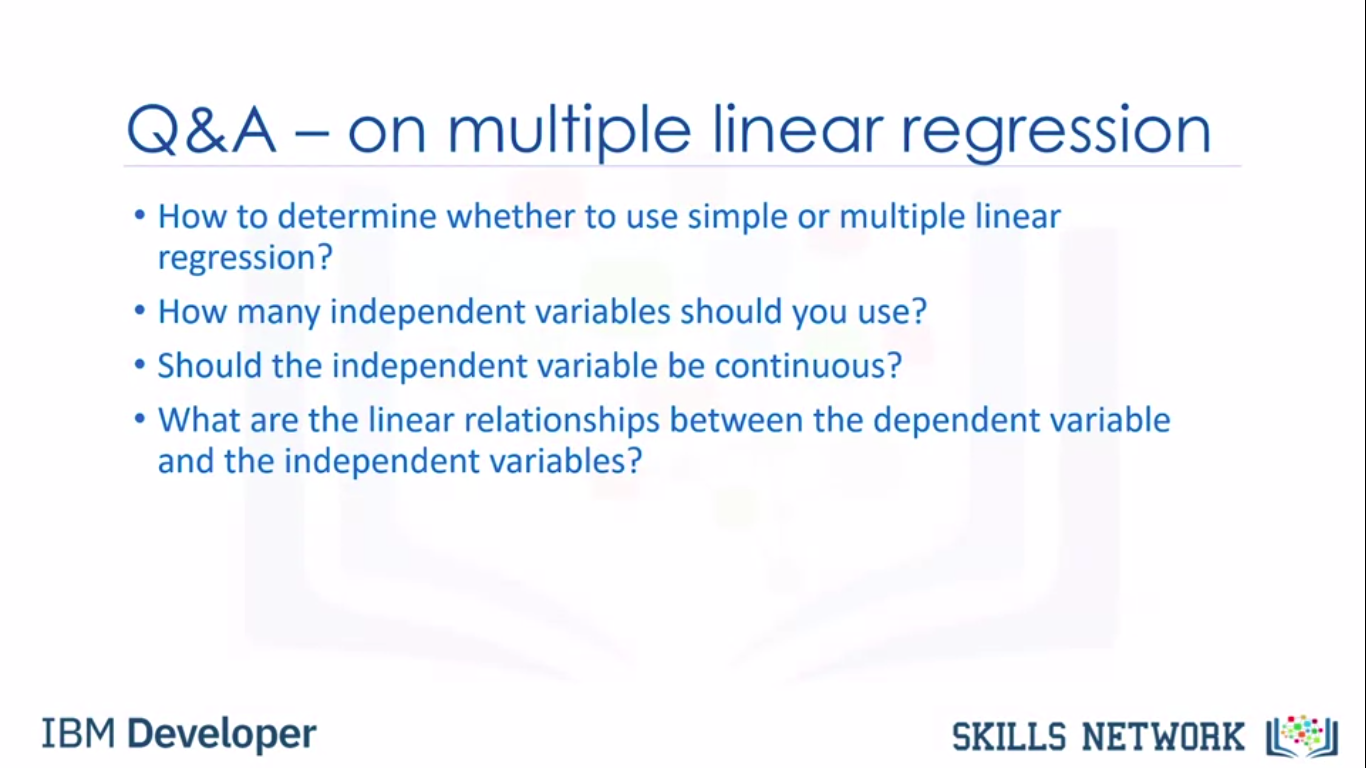 Q&A – on multiple linear regression
• How to determine whether to use simple or multiple linear
regression?
• How many independent variables should you use?
• Should the independent variable be continuous?
• What are the linear relationships between the dependent variable
and the independent variables?
IBM Developer
SKILLS NETWORK